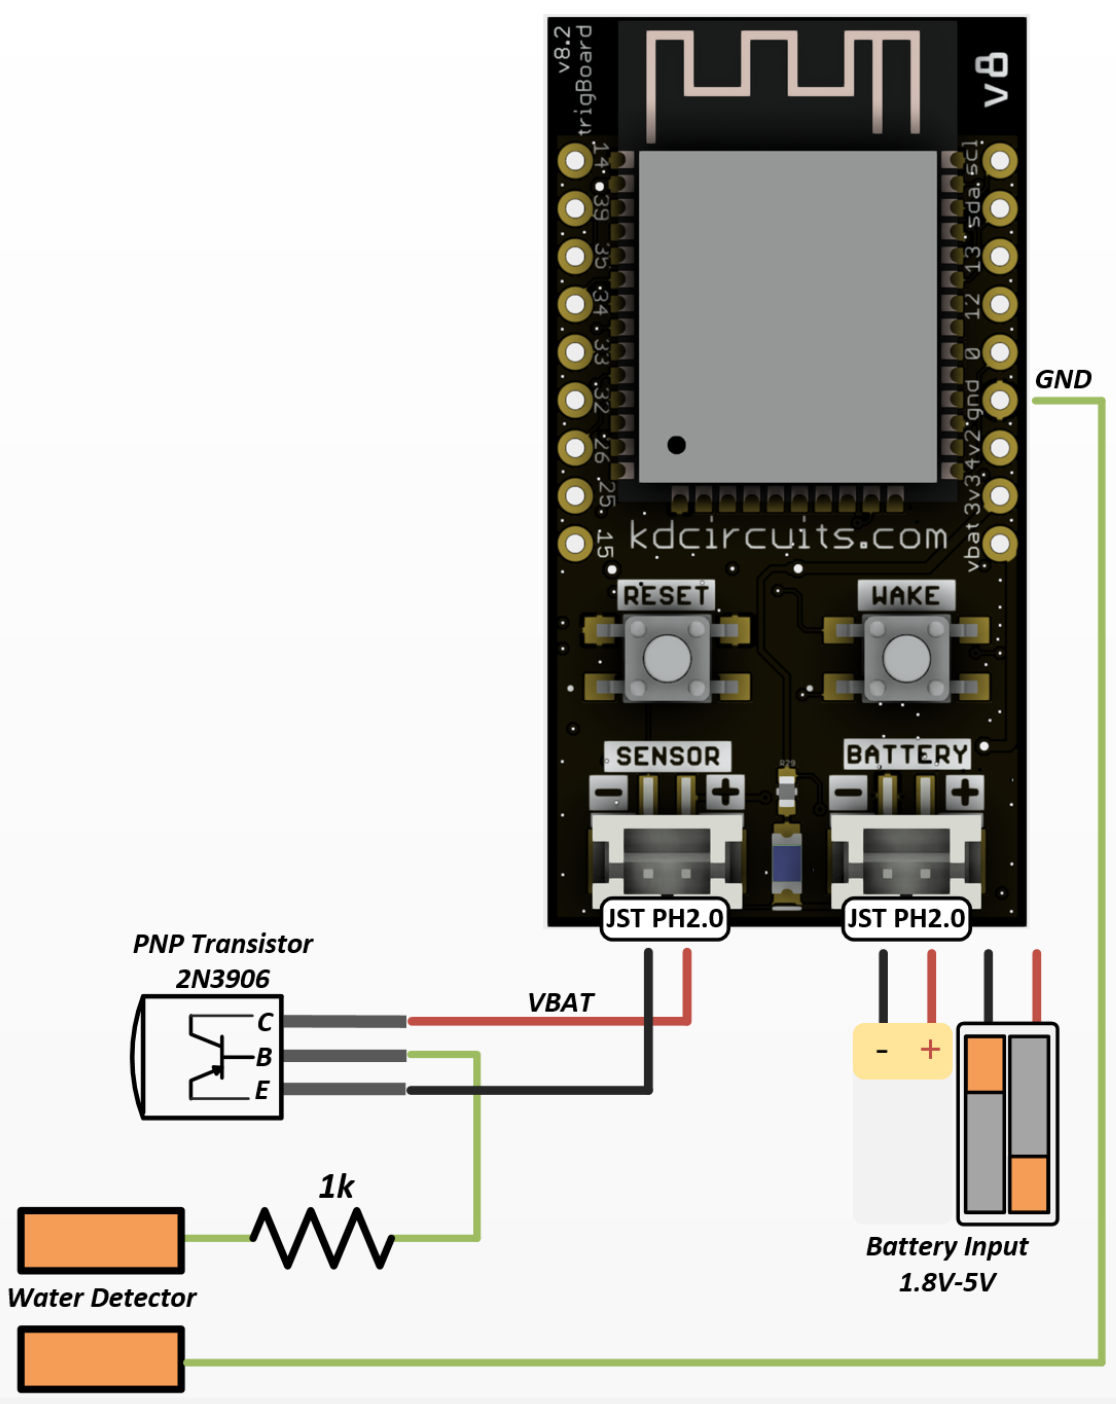 v8.2
trigBoard
v8
14
39
35
34
33
32
26
25
15
scl
sda
13
12
0
gnd
4v2
3v3
vbat
GND
kdcircuits.com
RESET
WAKE
SENSOR
BATTERY
R29
− +
− +
JST PH2.0
JST PH2.0
PNP Transistor
2N3906
C
B
E
VBAT
- +
1k
Water Detector
Battery Input
1.8V-5V